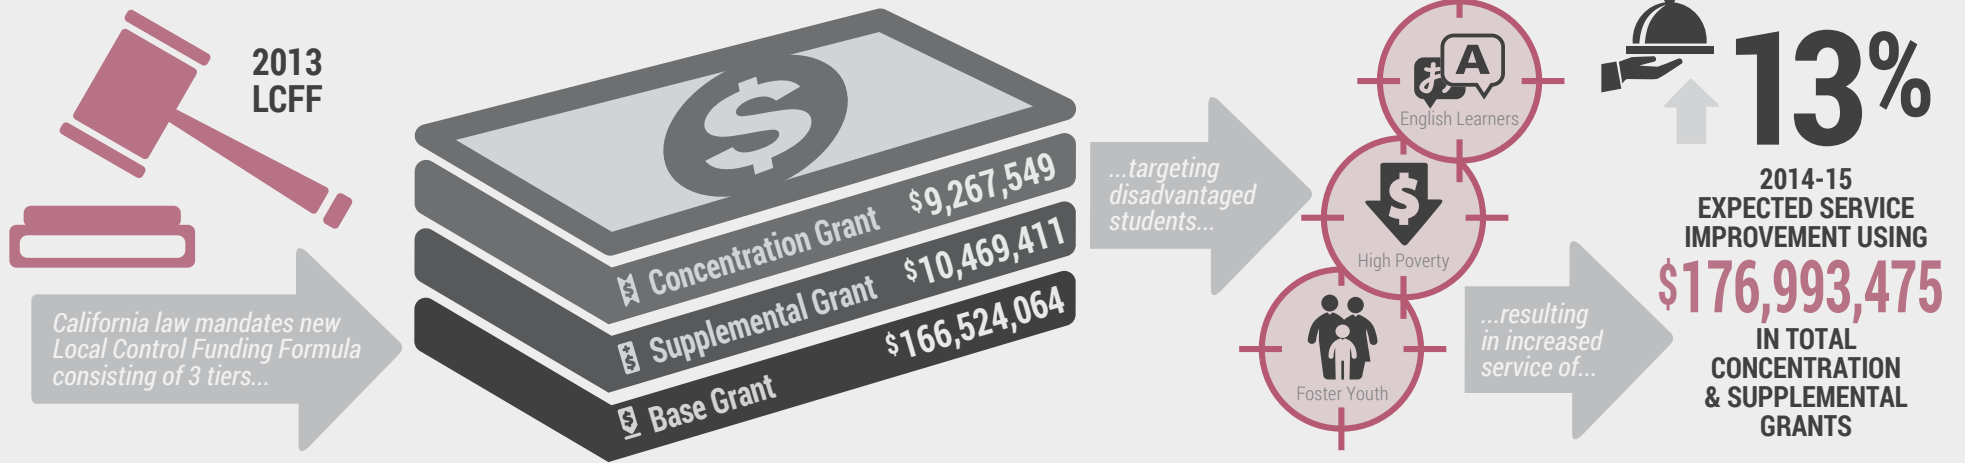 2013
LCFF
California law mandates new
Local Control Funding Formula
consisting of 3 tiers...
$
Concentration Grant $9,267,549
Supplemental Grant $10,469,411
Base Grant $166,524,064
...targeting
disadvantaged
students...
A
English Learners
$
High Poverty
Foster Youth
...resulting
in increased
service of...
13%
2014-15
EXPECTED SERVICE
IMPROVEMENT USING
$176,993,475
IN TOTAL
CONCENTRATION
& SUPPLEMENTAL
GRANTS